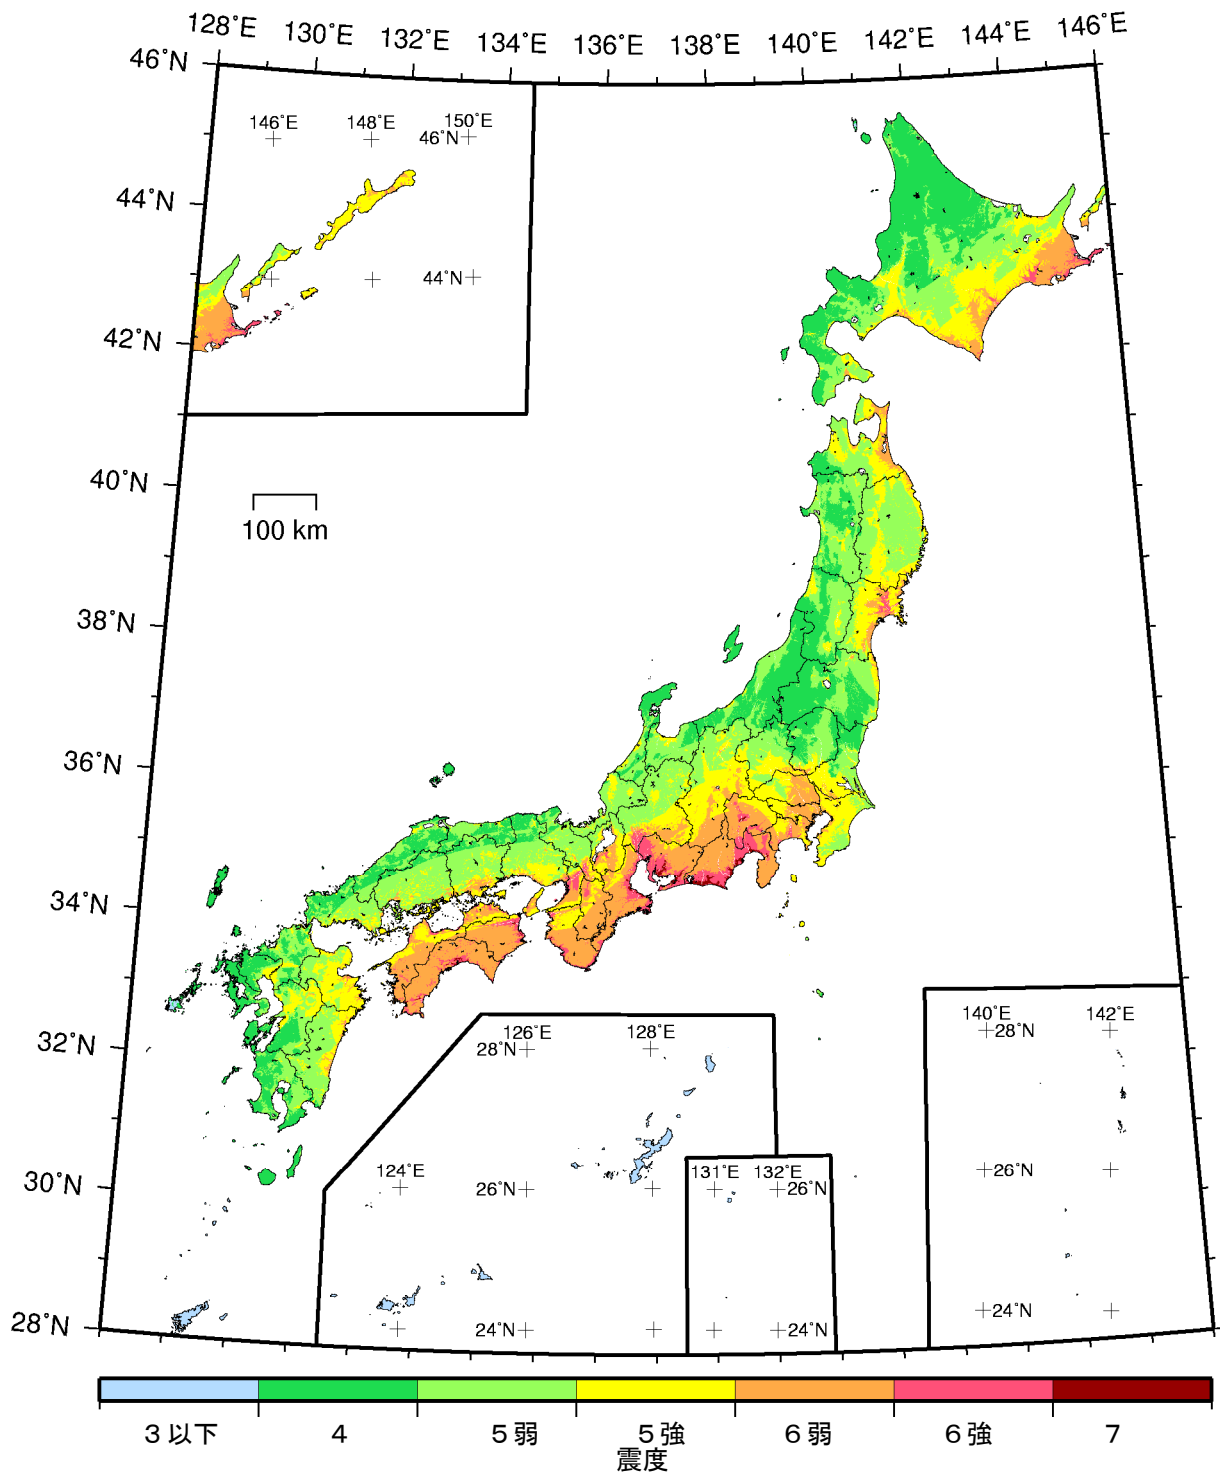 128°E 130°E 132°E 134°E 136°E 138°E 140°E 142°E 144°E 146°E
46°N
146°E 148°E 150°E
46°N
44°N
44°N
42°N
40°N
100 km
38°N
36°N
34°N
32°N
126°E 128°E
28°N
140°E 142°E
28°N
124°E
26°N
131°E 132°E
26°N
26°N
30°N
24°N
24°N
24°N
28°N
3以下 4 5弱 5強 6弱 6強 7
震度